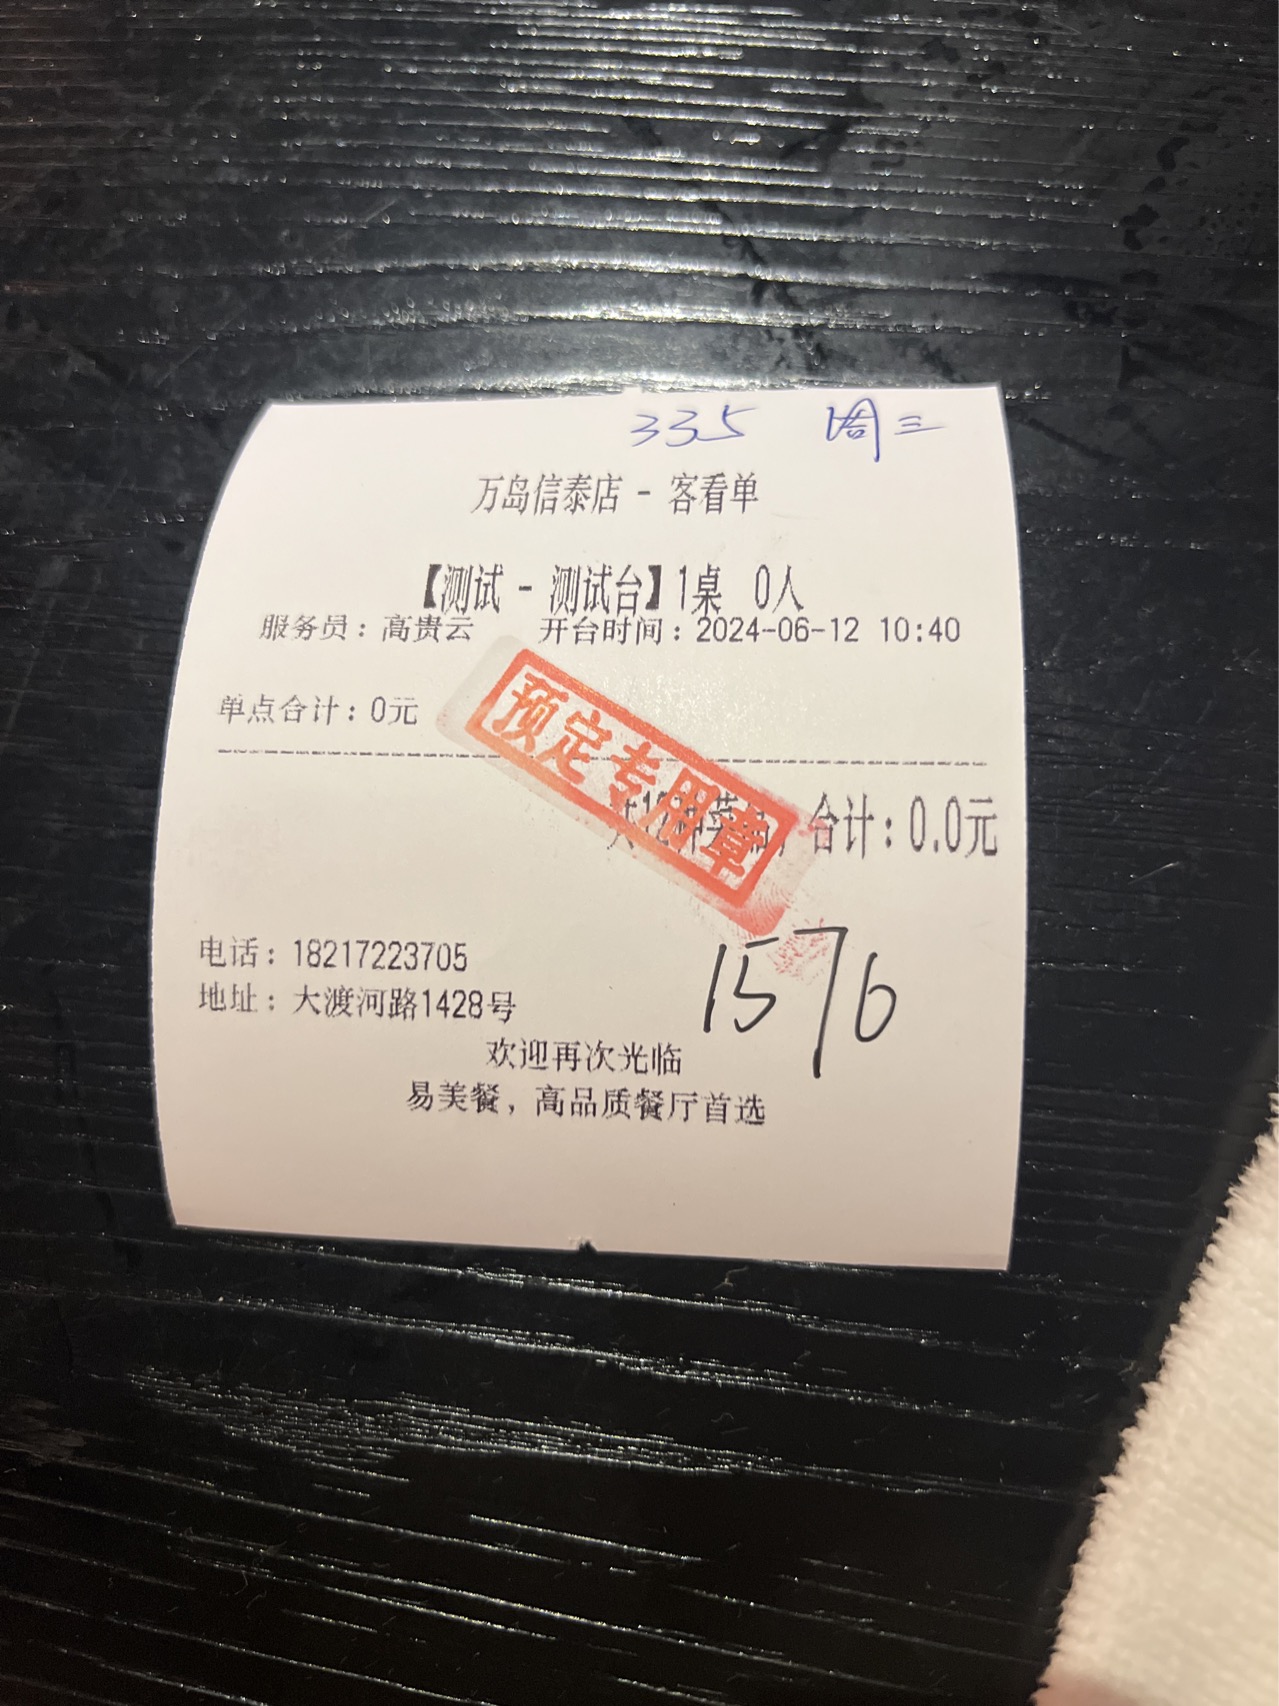 335 周三
万岛信泰店 - 客看单
【测试 - 测试台】1桌 0人
服务员：高贵云 开台时间：2024-06-12 10:40
单点合计：0元
预定专用章
合计：0.0元
1576
电话：18217223705
地址：大渡河路1428号
欢迎再次光临
易美餐，高品质餐厅首选